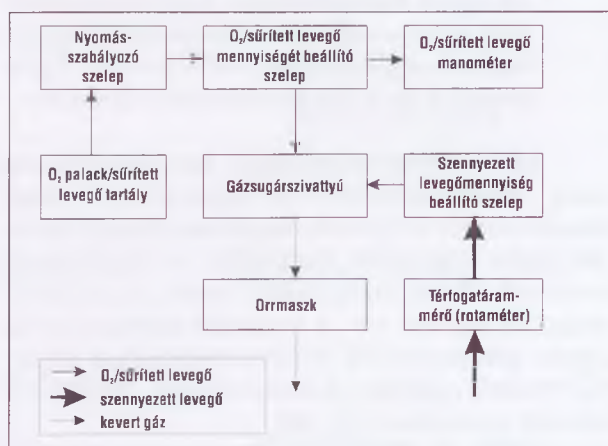 Nyomás-
szabályozó
szelep
O₂/sűrített levegő
mennyiségét beállító
szelep
O₂/sűrített levegő
manométer
O₂ palack/sűrített
levegő tartály
Gázsugárszivattyú
Szennyezett
levegőmennyiség
beállító szelep
Orrmaszk
Térfogatáram-
mérő (rotaméter)
O₂/sűrített levegő
szennyezett levegő
kevert gáz